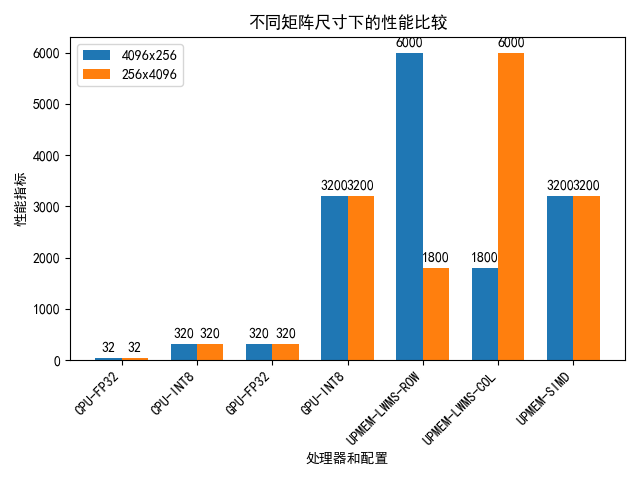 不同矩阵尺寸下的性能比较
4096x256
256x4096
性能指标
6000
5000
4000
3000
2000
1000
0
32 32
320 320
320 320
3200 3200
6000 1800
1800 6000
3200 3200
CPU-FP32
CPU-INT8
GPU-FP32
GPU-INT8
UPMEM-LWMS-ROW
UPMEM-LWMS-COL
UPMEM-SIMD
处理器和配置